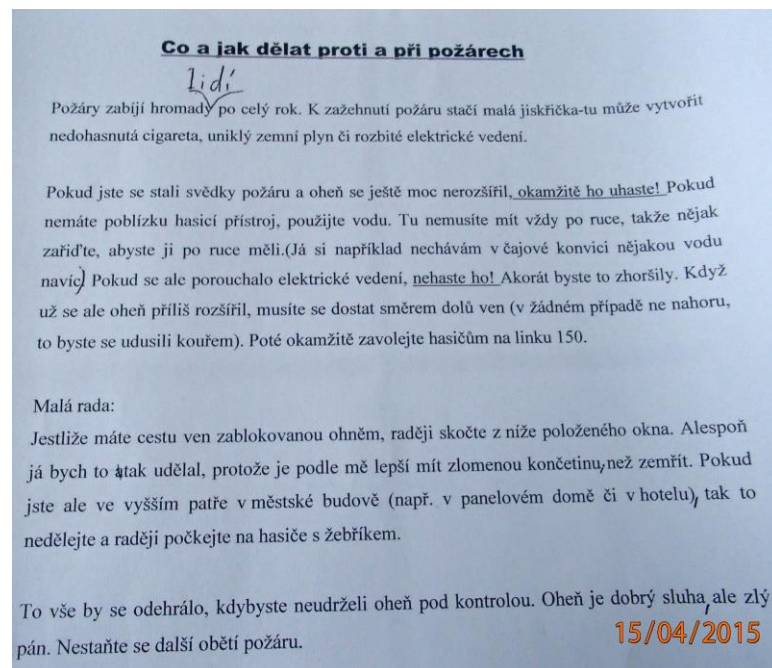 Co a jak dělat proti a při požárech
lidí
Požáry zabíjí hromady po celý rok. K zažehnutí požáru stačí malá jiskřička-tu může vytvořit
nedohasnutá cigareta, uniklý zemní plyn či rozbité elektrické vedení.
Pokud jste se stali svědky požáru a oheň se ještě moc nerozšířil, okamžitě ho uhaste! Pokud
nemáte poblízku hasicí přístroj, použijte vodu. Tu nemusíte mít vždy po ruce, takže nějak
zařiďte, abyste ji po ruce měli.(Já si například nechávám v čajové konvici nějakou vodu
navíc) Pokud se ale porouchalo elektrické vedení, nehaste ho! Akorát byste to zhoršily. Když
už se ale oheň příliš rozšířil, musíte se dostat směrem dolů ven (v žádném případě ne nahoru,
to byste se udusili kouřem). Poté okamžitě zavolejte hasičům na linku 150.
Malá rada:
Jestliže máte cestu ven zablokovanou ohněm, raději skočte z níže položeného okna. Alespoň
já bych to tak udělal, protože je podle mě lepší mít zlomenou končetinu, než zemřít. Pokud
jste ale ve vyšším patře v městské budově (např. v panelovém domě či v hotelu), tak to
nedělejte a raději počkejte na hasiče s žebříkem.
To vše by se odehrálo, kdybyste neudrželi oheň pod kontrolou. Oheň je dobrý sluha, ale zlý
pán. Nestaňte se další obětí požáru.
15/04/2015